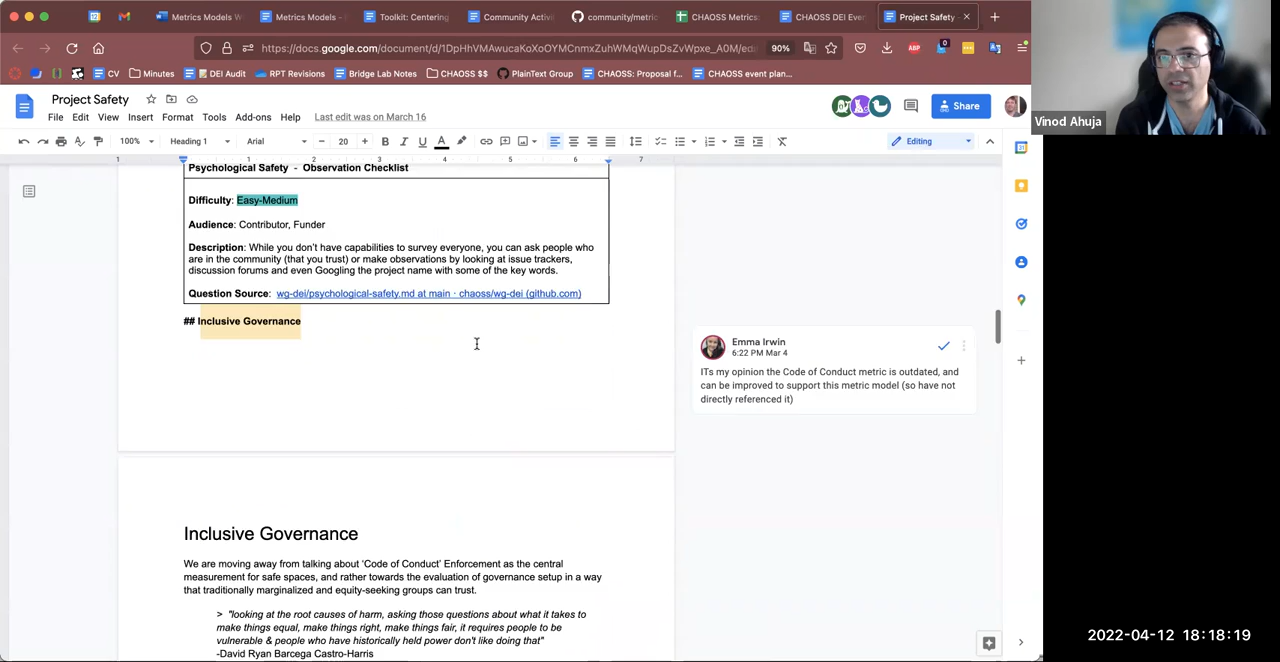 Metrics Models W
Metrics Models –
Toolkit: Centering
Community Activi
community/metric
CHAOSS Metrics
CHAOSS DEI Even
Project Safety
https://docs.google.com/document/d/1DpHhVMAwucaKoXoOYMCnmxZuhWMqWupDsZvWpxe_A0M/edi
90%
ABP
0
CV
Minutes
DEI Audit
RPT Revisions
Bridge Lab Notes
CHAOSS $$
PlainText Group
CHAOSS: Proposal f...
CHAOSS event plan...
Vinod Ahuja
Project Safety
File Edit View Insert Format Tools Add-ons Help Last edit was on March 16
Share
100% Heading 1 Arial 20 B I U A Editing
1 1 2 3 4 5 6 7
Psychological Safety - Observation Checklist
Difficulty: Easy-Medium
Audience: Contributor, Funder
Description: While you don't have capabilities to survey everyone, you can ask people who
are in the community (that you trust) or make observations by looking at issue trackers,
discussion forums and even Googling the project name with some of the key words.
Question Source: wg-dei/psychological-safety.md at main · chaoss/wg-dei (github.com)
## Inclusive Governance
Emma Irwin
6:22 PM Mar 4
ITs my opinion the Code of Conduct metric is outdated, and
can be improved to support this metric model (so have not
directly referenced it)
Inclusive Governance
We are moving away from talking about 'Code of Conduct' Enforcement as the central
measurement for safe spaces, and rather towards the evaluation of governance setup in a way
that traditionally marginalized and equity-seeking groups can trust.
> "looking at the root causes of harm, asking those questions about what it takes to
make things equal, make things right, make things fair, it requires people to be
vulnerable & people who have historically held power don't like doing that"
-David Ryan Barcega Castro-Harris
2022-04-12 18:18:19